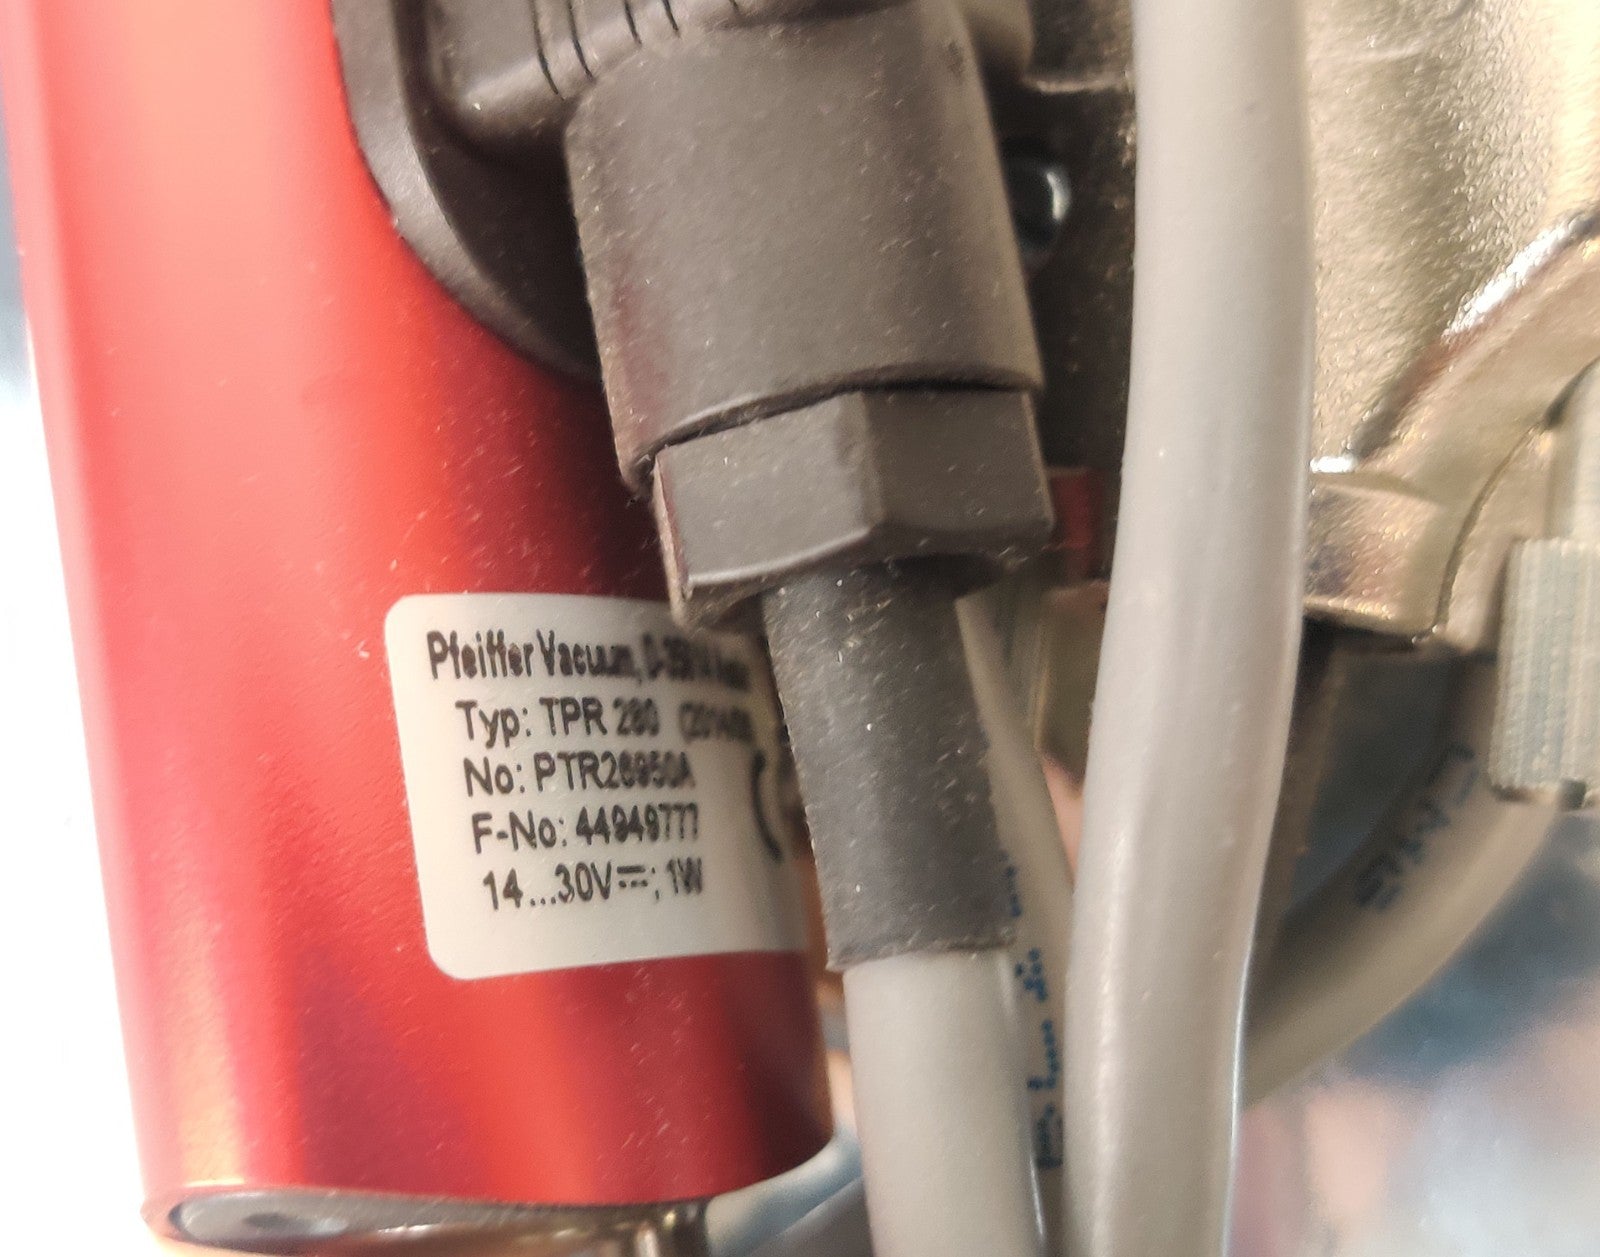 Pfeiffer Vacuum,
Typ: TPR 280
No: PTR26950A
F-No: 44949777
14...30V⎓; 1W